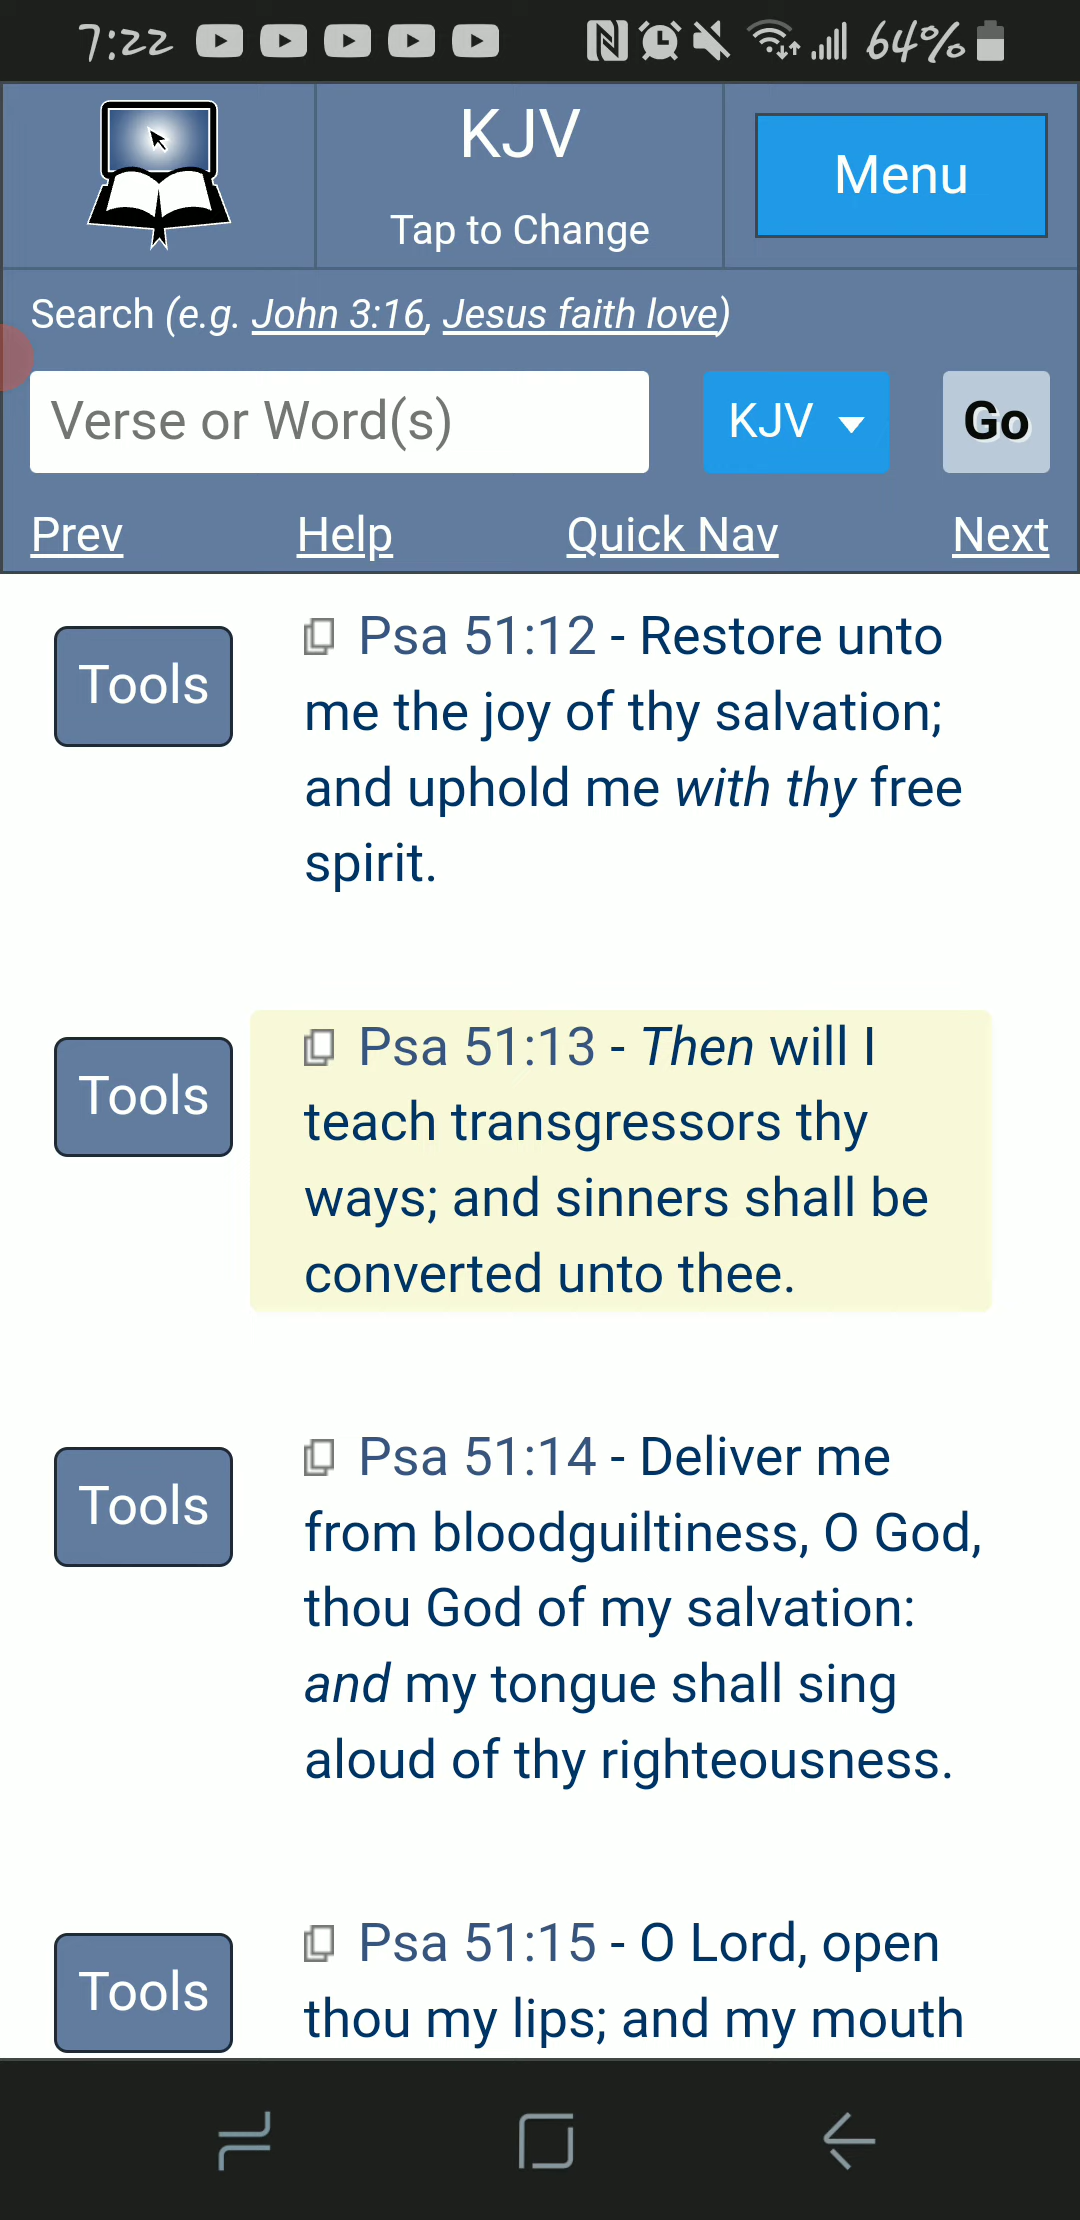 7:22 64%
KJV
Tap to Change
Menu
Search (e.g. John 3:16, Jesus faith love)
Verse or Word(s)
KJV
Go
Prev Help Quick Nav Next
Tools
Psa 51:12 - Restore unto
me the joy of thy salvation;
and uphold me with thy free
spirit.
Tools
Psa 51:13 - Then will I
teach transgressors thy
ways; and sinners shall be
converted unto thee.
Tools
Psa 51:14 - Deliver me
from bloodguiltiness, O God,
thou God of my salvation:
and my tongue shall sing
aloud of thy righteousness.
Tools
Psa 51:15 - O Lord, open
thou my lips; and my mouth